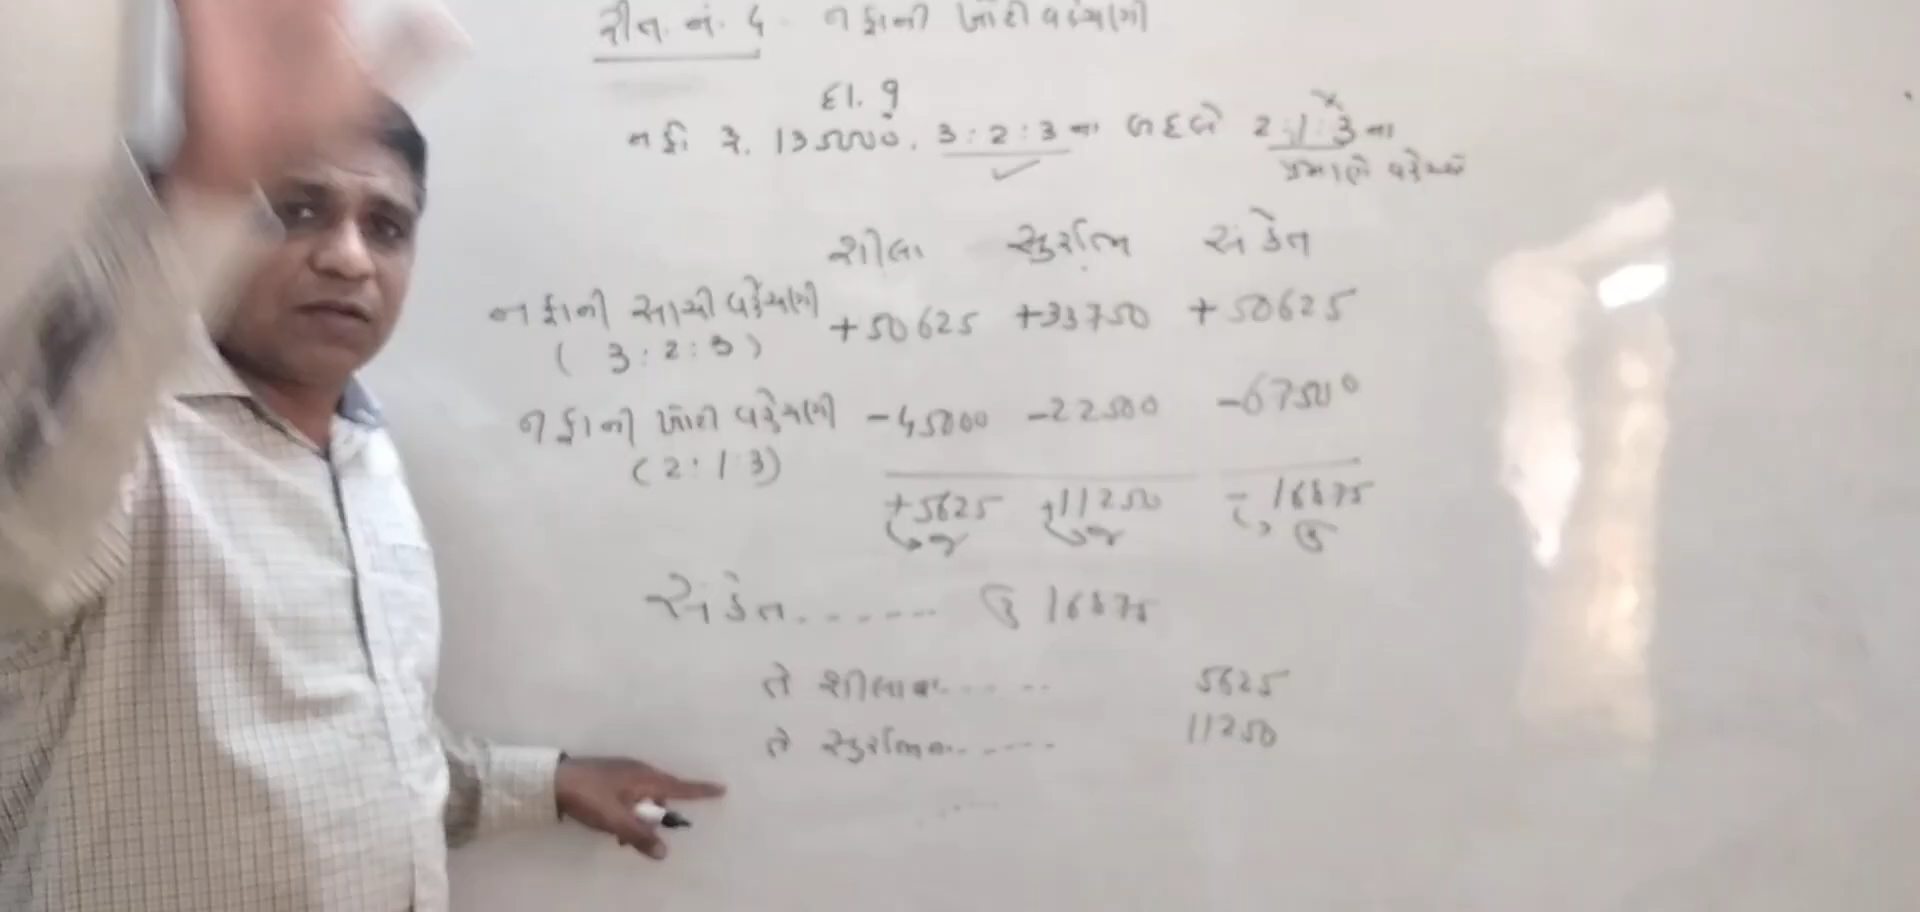 રીત નં. 4 - નફાની ખોટી વહેંચણી
દા. 1
નફો રૂ. 135000. 3 : 2 : 3 ના બદલે 2 : 1 : 3 ના
પ્રમાણે વહેંચ્યો
શીલા સુરભિ સંકેત
નફાની સાચી વહેંચણી +50625 +33750 +50625
( 3 : 2 : 3 )
નફાની ખોટી વહેંચણી -45000 -22500 -67500
(2 : 1 : 3)
+5625 +11250 - 16875
જ જ ઉ
સંકેત....... ઉ 16875
તે શીલાના..... 5625
તે સુરભિના...... 11250